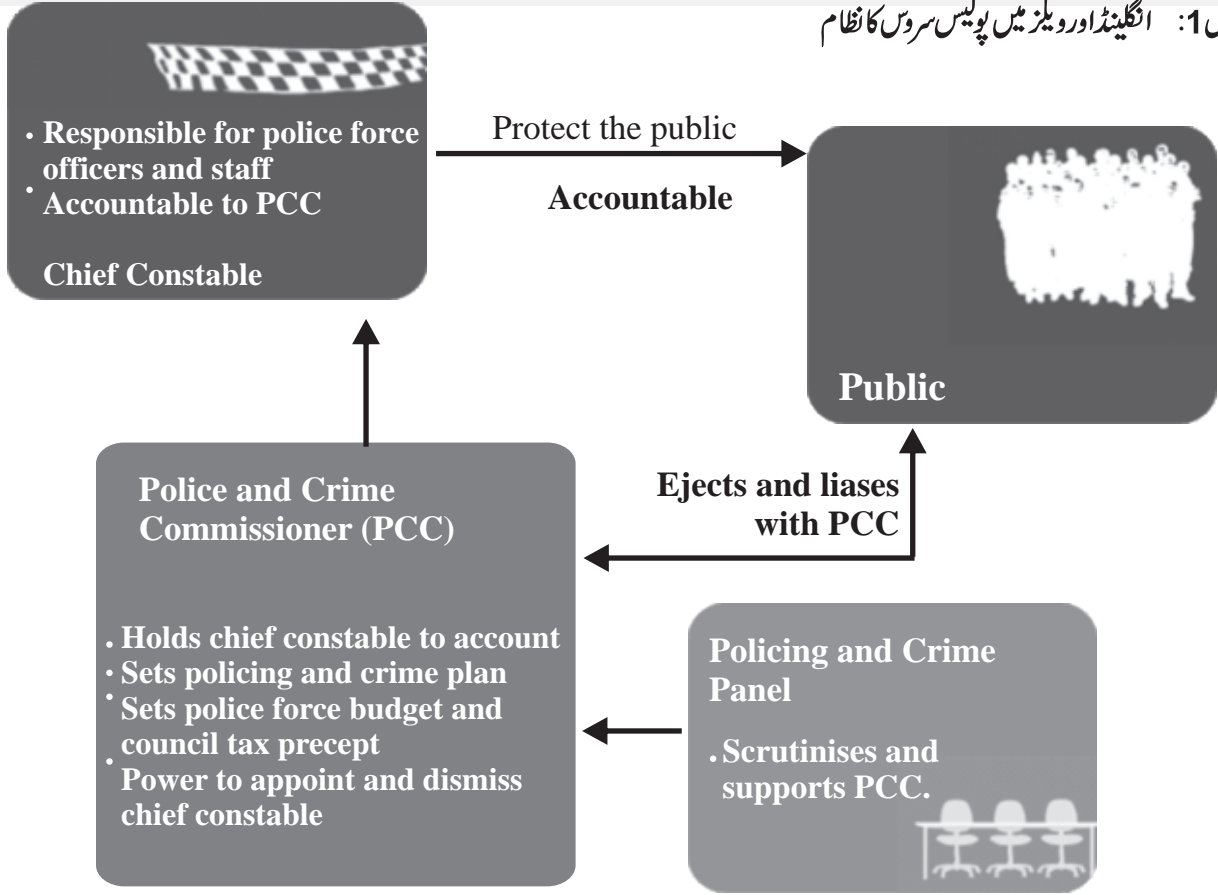 1: انگلینڈ اور ویلز میں پولیس سروس کا نظام
• Responsible for police force
officers and staff
• Accountable to PCC
Chief Constable
Protect the public
Accountable
Public
Ejects and liases
with PCC
Police and Crime
Commissioner (PCC)
• Holds chief constable to account
• Sets policing and crime plan
• Sets police force budget and
council tax precept
• Power to appoint and dismiss
chief constable
Policing and Crime
Panel
• Scrutinises and
supports PCC.